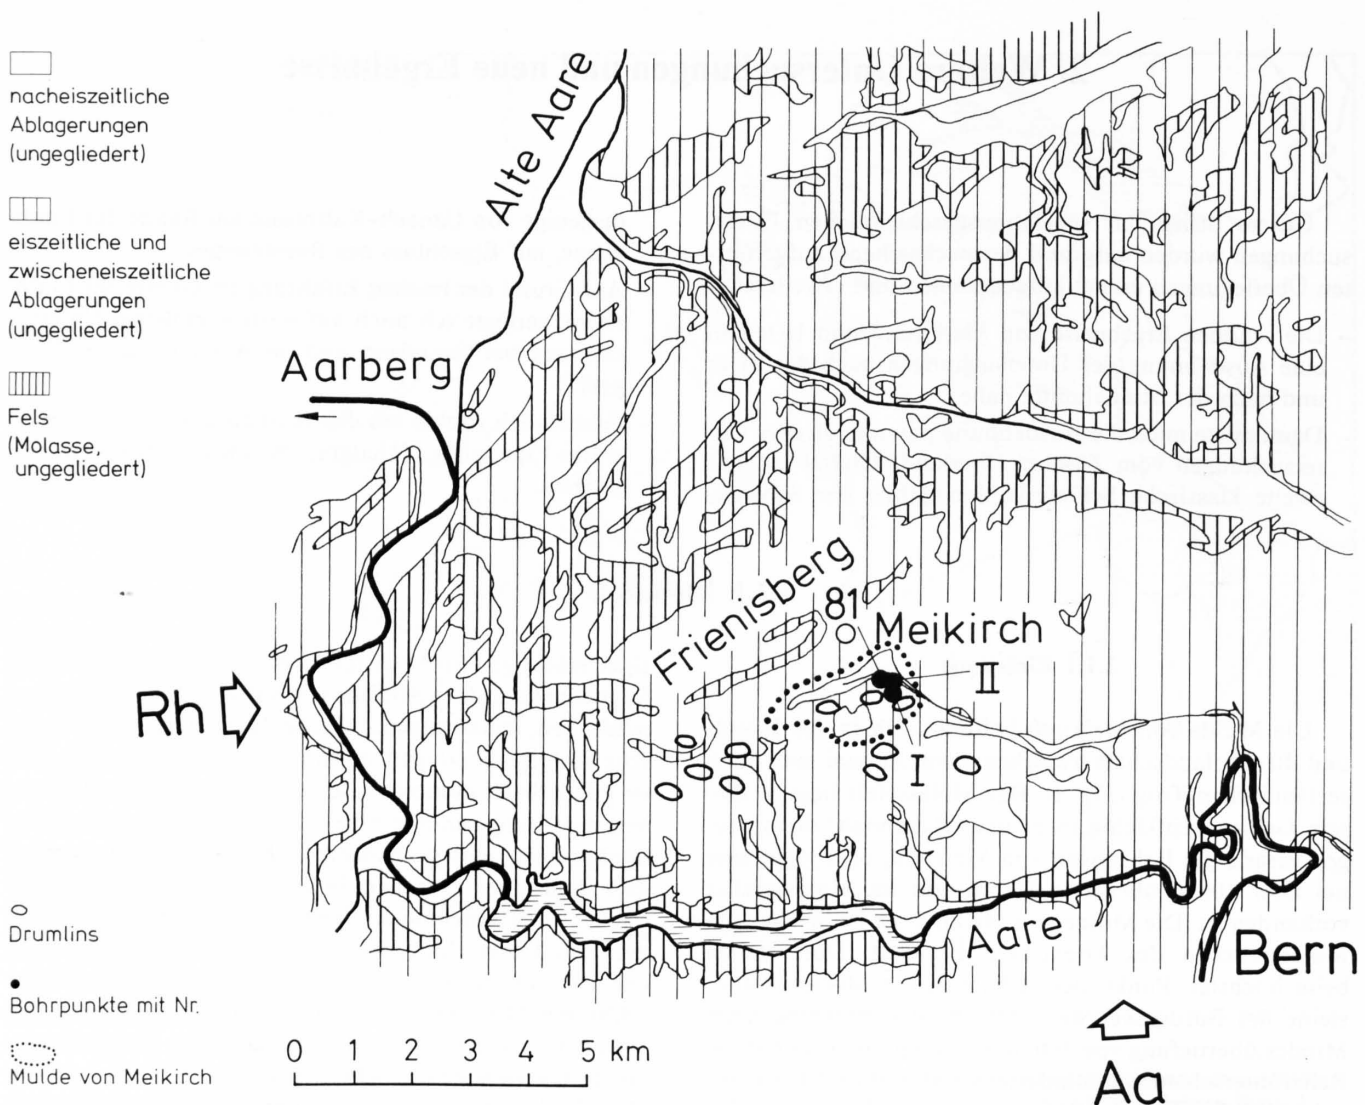 nacheiszeitliche
Ablagerungen
(ungegliedert)
eiszeitliche und
zwischeneiszeitliche
Ablagerungen
(ungegliedert)
Fels
(Molasse,
ungegliedert)
Drumlins
Bohrpunkte mit Nr.
Mulde von Meikirch
Alte Aare
Aarberg
Frienisberg
81
Meikirch
II
I
Rh
Aare
Bern
Aa
0 1 2 3 4 5 km